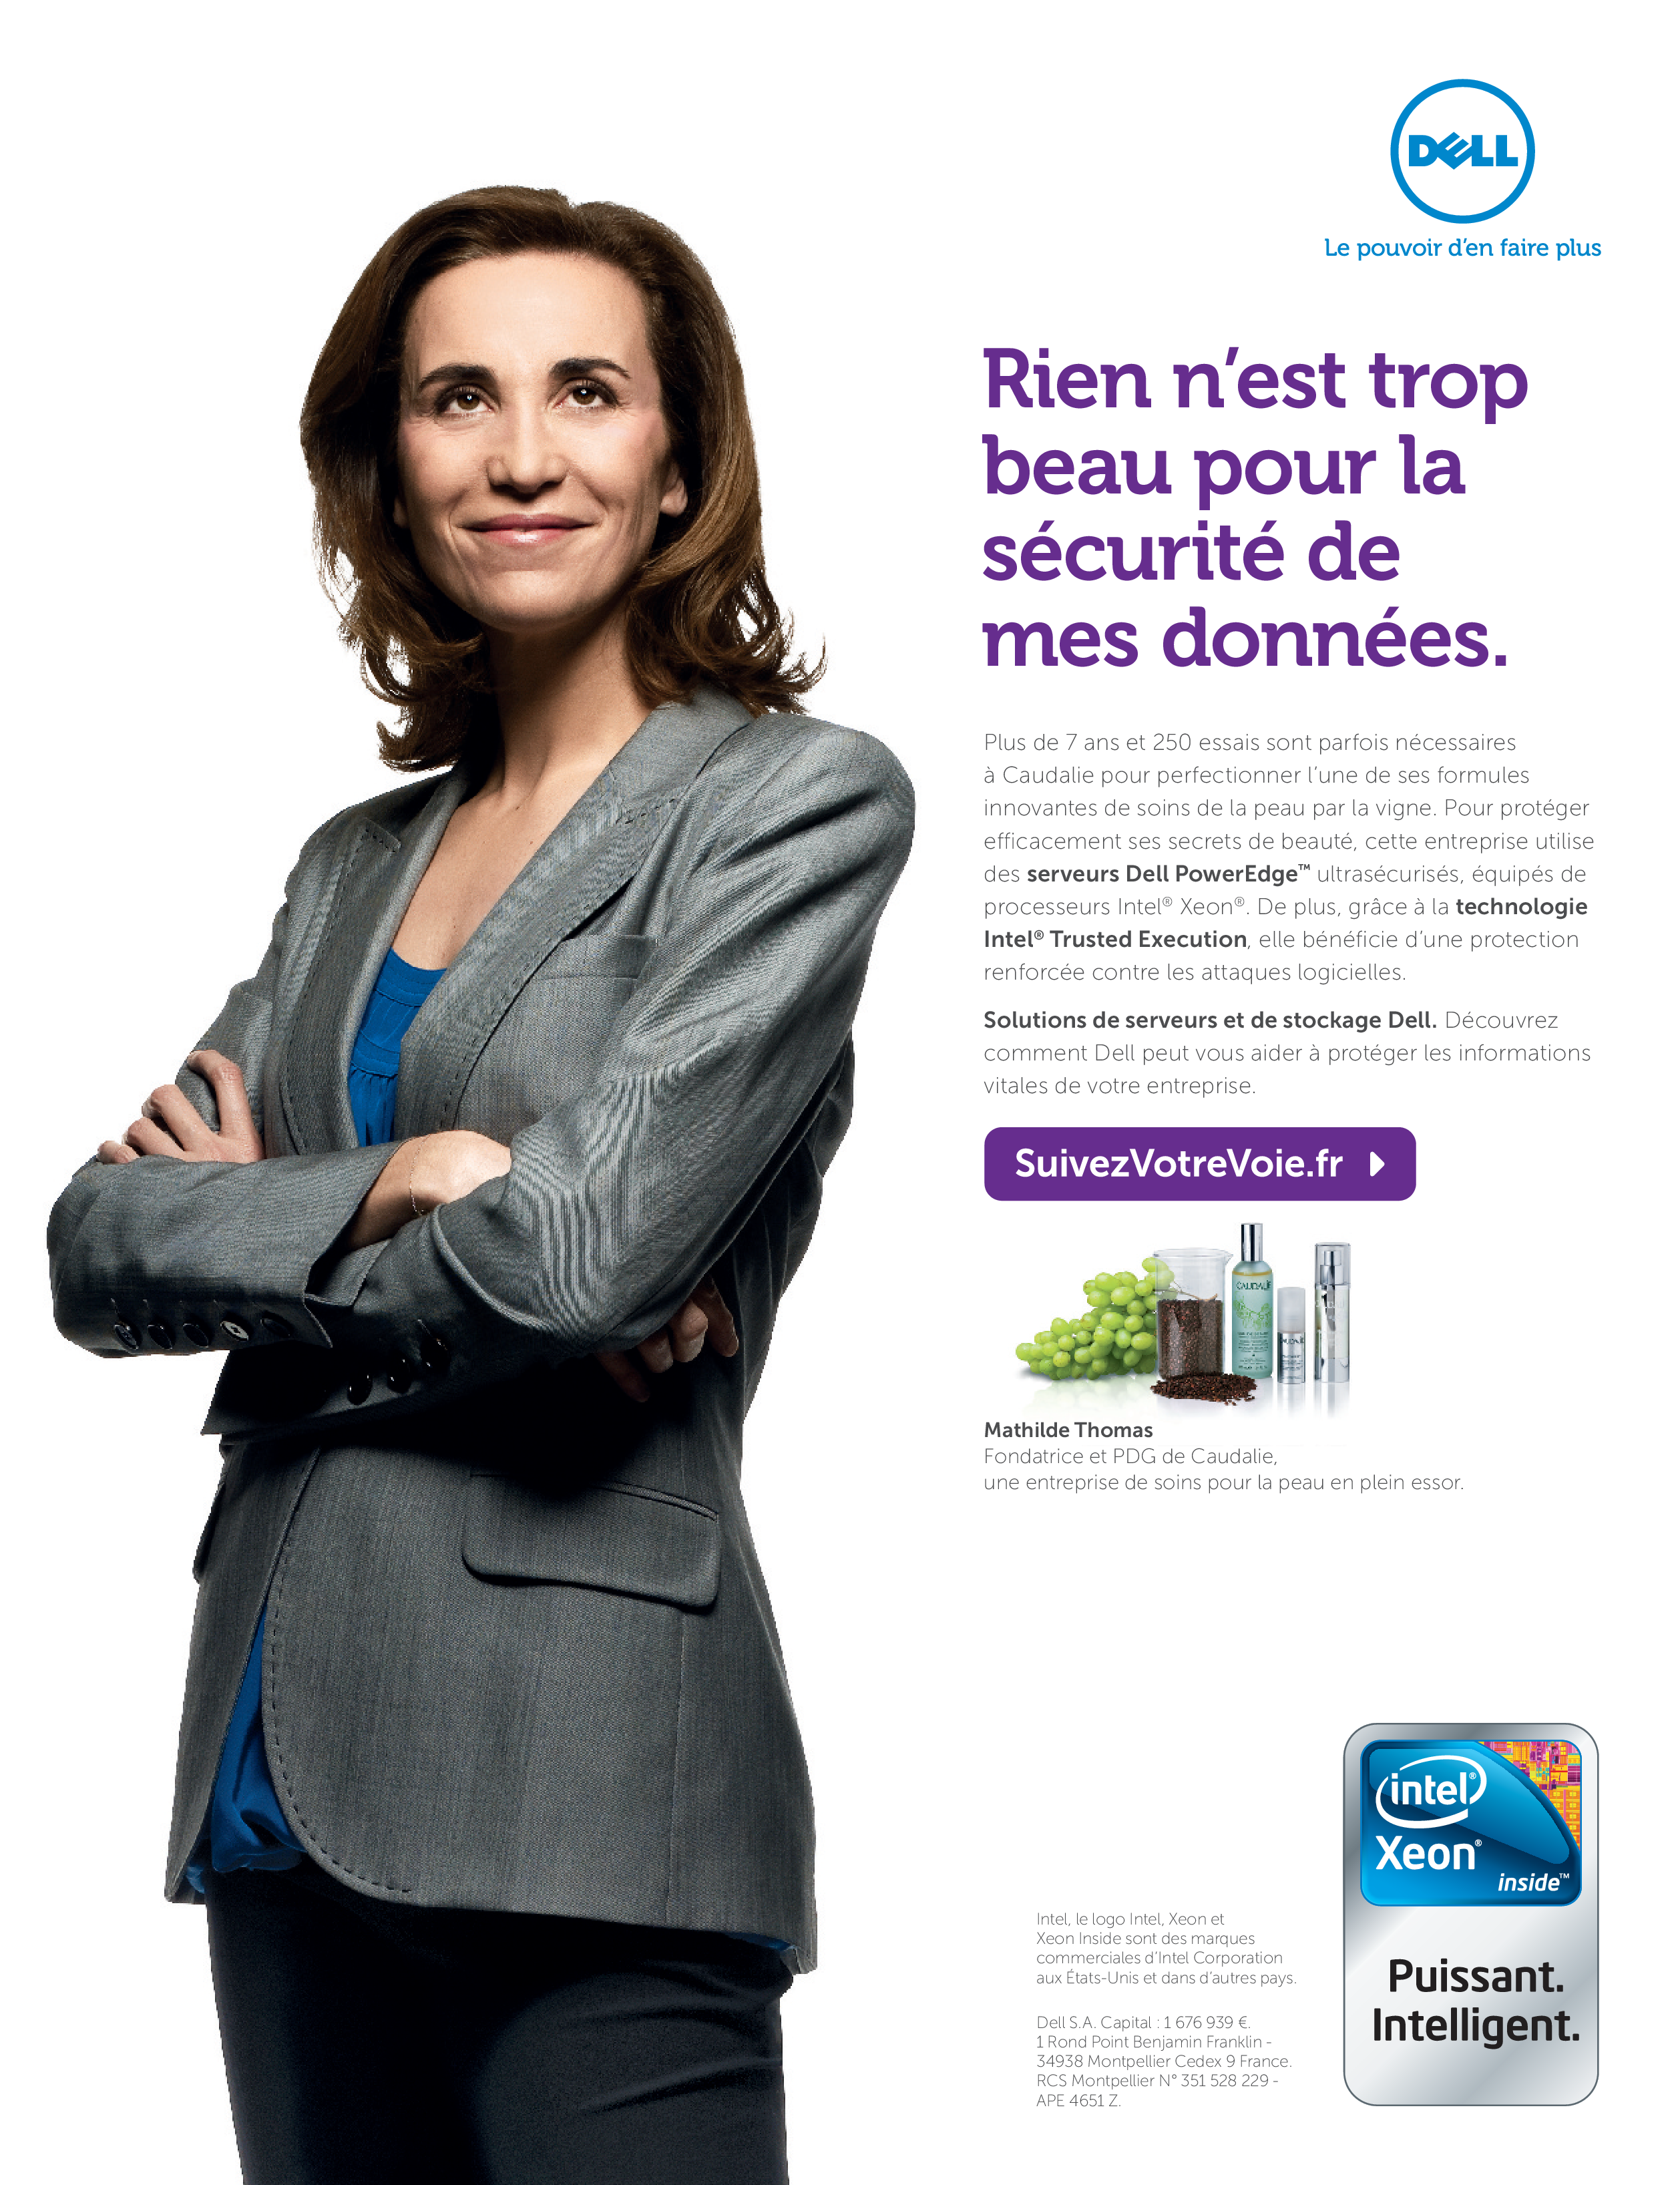 DELL
Le pouvoir d'en faire plus
Rien n'est trop
beau pour la
sécurité de
mes données.
Plus de 7 ans et 250 essais sont parfois nécessaires
à Caudalie pour perfectionner l'une de ses formules
innovantes de soins de la peau par la vigne. Pour protéger
efficacement ses secrets de beauté, cette entreprise utilise
des serveurs Dell PowerEdge™ ultrasécurisés, équipés de
processeurs Intel® Xeon®. De plus, grâce à la technologie
Intel® Trusted Execution, elle bénéficie d'une protection
renforcée contre les attaques logicielles.
Solutions de serveurs et de stockage Dell. Découvrez
comment Dell peut vous aider à protéger les informations
vitales de votre entreprise.
SuivezVotreVoie.fr
CAUDALIE
Mathilde Thomas
Fondatrice et PDG de Caudalie,
une entreprise de soins pour la peau en plein essor.
intel®
Xeon®
inside™
Puissant.
Intelligent.
Intel, le logo Intel, Xeon et
Xeon Inside sont des marques
commerciales d'Intel Corporation
aux États-Unis et dans d'autres pays.
Dell S.A. Capital : 1 676 939 €.
1 Rond Point Benjamin Franklin -
34938 Montpellier Cedex 9 France.
RCS Montpellier N° 351 528 229 -
APE 4651 Z.